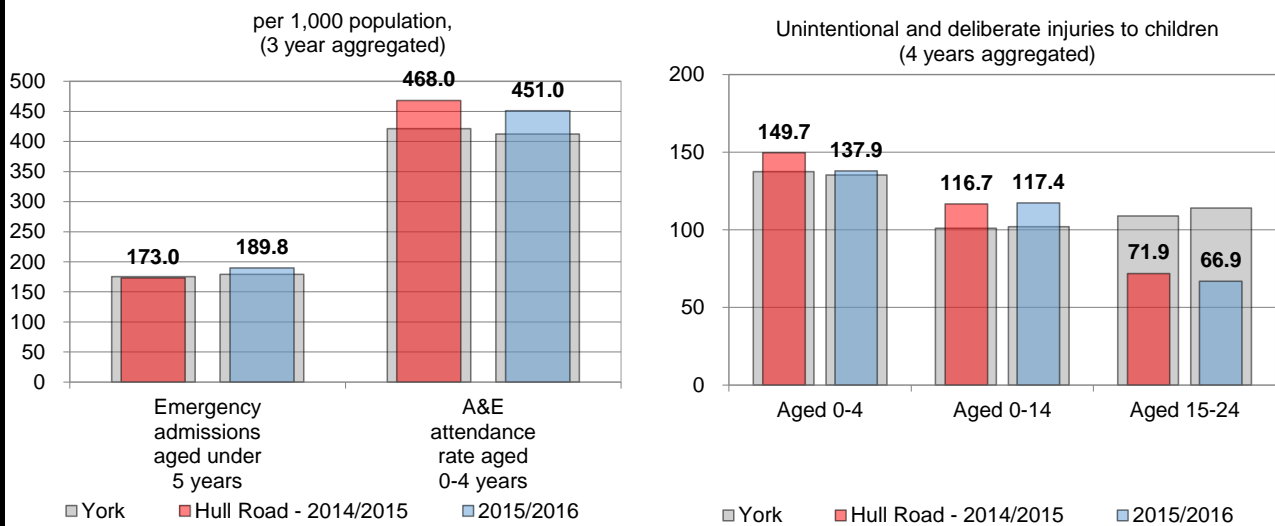 per 1,000 population,
(3 year aggregated)
500
450
400
350
300
250
200
150
100
50
0
173.0
189.8
468.0
451.0
Emergency
admissions
aged under
5 years
A&E
attendance
rate aged
0-4 years
York
Hull Road - 2014/2015
2015/2016
Unintentional and deliberate injuries to children
(4 years aggregated)
200
150
100
50
0
149.7
137.9
116.7
117.4
71.9
66.9
Aged 0-4
Aged 0-14
Aged 15-24
York
Hull Road - 2014/2015
2015/2016